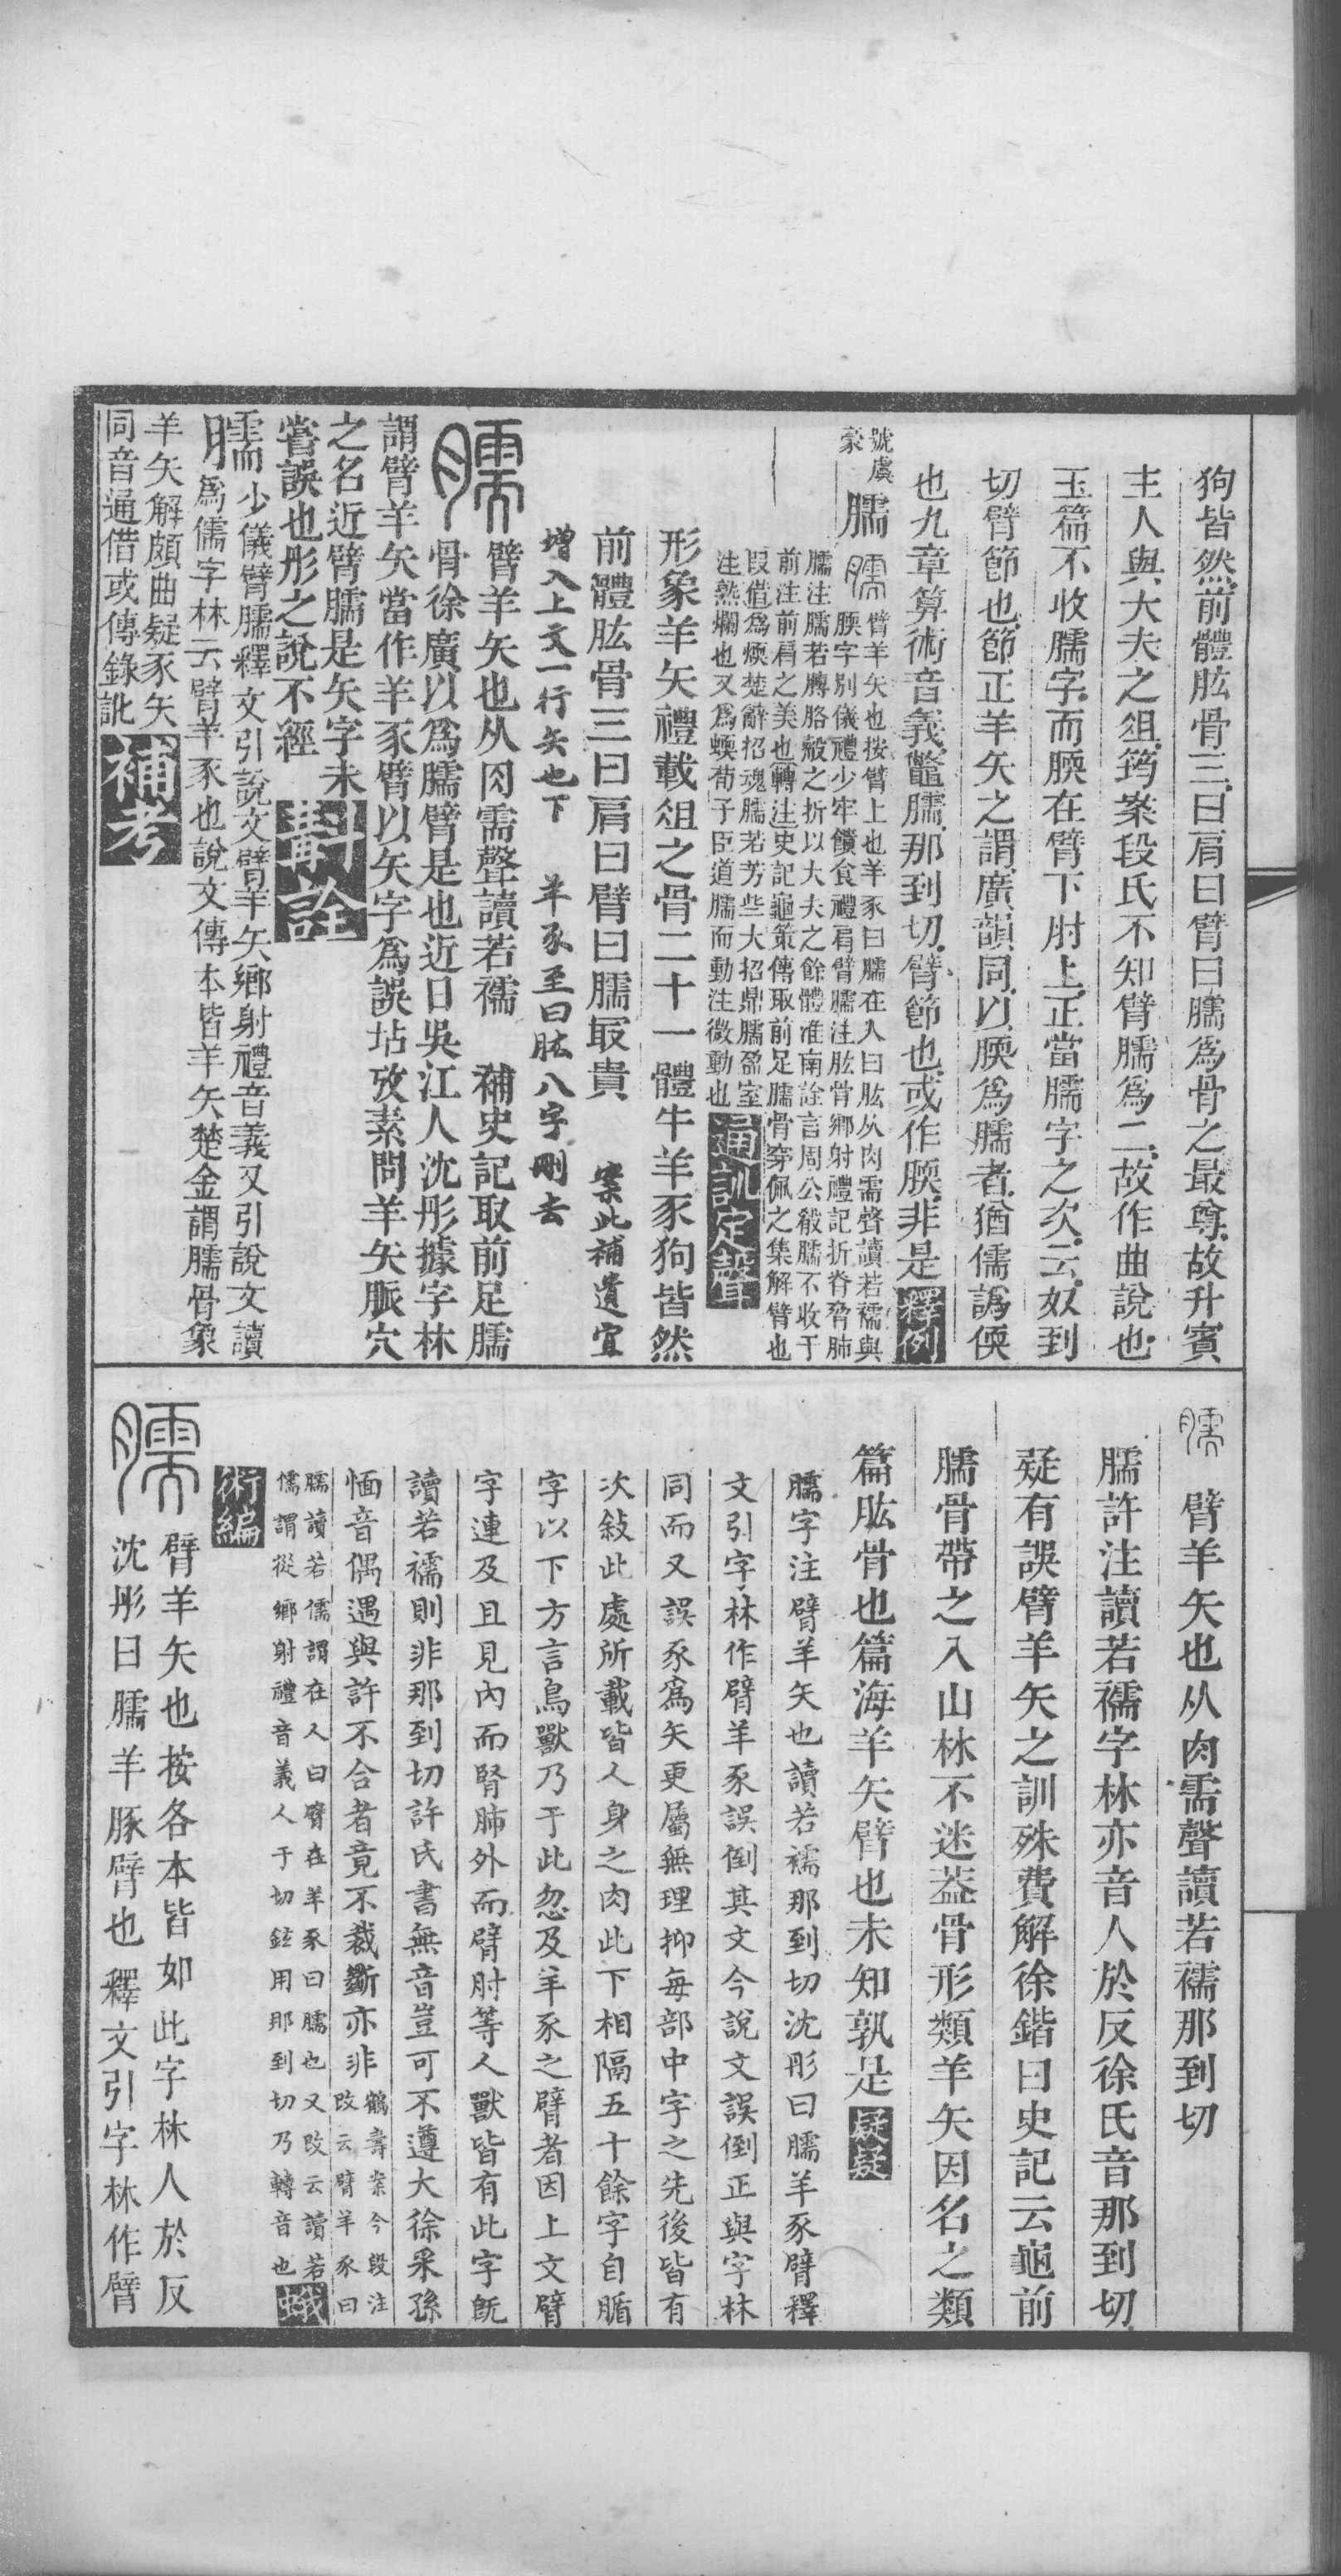 狗皆然前體肱骨三曰肩曰臂曰臑爲骨之最尊故升賓
主人與大夫之俎筠案段氏不知臂臑爲二故作曲說也
玉篇不收臑字而腝在臂下肘上正當臑字之次云奴到
切臂節也節正羊矢之謂廣韻同以腝爲臑者猶儒譌偄
也九章算術音義鼈臑那到切臂節也或作腝非是釋例
號虞
豪
臑
臑臂羊矢也按臂上也羊豕曰臑在人曰肱从肉需聲讀若襦與
腝字別儀禮少牢饋食禮肩臂臑注肱骨鄉射禮記折脊脅肺
臑注臑若膊胳觳之折以大夫之餘體淮南詮言周公殽臑不收于
前注前肩之美也轉注史記龜策傳取前足臑骨穿佩之集解臂也
叚借爲煗楚辭招魂臑若芳些大招鼎臑盈室
注熟爛也又爲蝡荀子臣道臑而動注微動也通訓定聲
形象羊矢禮載俎之骨二十一體牛羊豕狗皆然
前體肱骨三曰肩曰臂曰臑冣貴 案此補遺宜
增入上文一行矢也下 羊豕至曰肱八字刪去
臑臂羊矢也从肉需聲讀若襦 補史記取前足臑
骨徐廣以爲臑臂是也近日吳江人沈彤據字林
謂臂羊矢當作羊豕臂以矢字爲誤坫攷素問羊矢脈穴
之名近臂臑是矢字未
嘗誤也彤之說不經斠詮
臑少儀臂臑釋文引說文臂羊矢鄉射禮音義又引說文讀
爲儒字林云臂羊豕也說文傳本皆羊矢楚金謂臑骨象
羊矢解頗曲疑豕矢
同音通借或傳錄訛補考
臑臂羊矢也从肉需聲讀若襦那到切
臑許注讀若襦字林亦音人於反徐氏音那到切
疑有誤臂羊矢之訓殊費解徐鍇曰史記云龜前
臑骨帶之入山林不迷葢骨形類羊矢因名之類
篇肱骨也篇海羊矢臂也未知孰是疑疑
臑字注臂羊矢也讀若襦那到切沈彤曰臑羊豕臂釋
文引字林作臂羊豕誤倒其文今說文誤倒正與字林
同而又誤豕爲矢更屬無理抑每部中字之先後皆有
次敍此處所載皆人身之肉此下相隔五十餘字自腯
字以下方言鳥獸乃于此忽及羊豕之臂者因上文臂
字連及且見內而腎肺外而臂肘等人獸皆有此字旣
讀若襦則非那到切許氏書無音豈可不遵大徐采孫
愐音偶遇與許不合者竟不裁斷亦非鶴壽案今段注
改云臂羊豕曰
臑讀若儒謂在人曰臂在羊豕曰臑也又改云讀若
儒謂從鄉射禮音義人于切鉉用那到切乃轉音也蛾
術編
臑臂羊矢也按各本皆如此字林人於反
沈彤曰臑羊豚臂也釋文引字林作臂